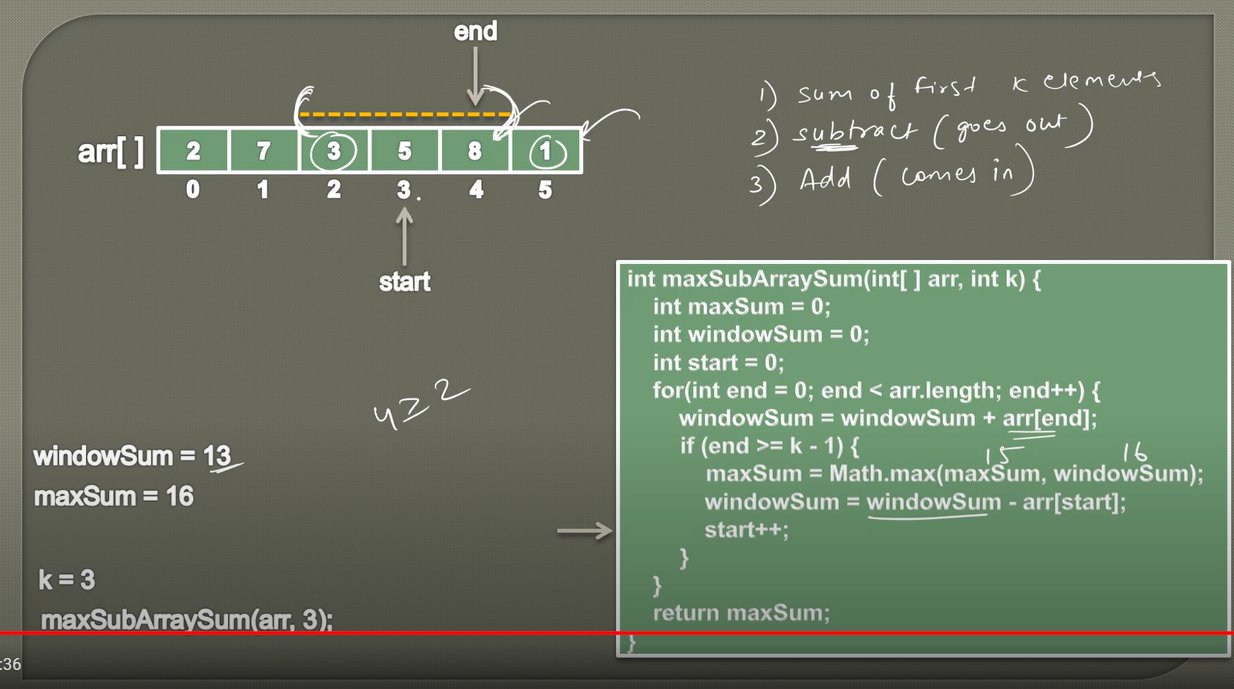 end
1) sum of first k elements
2) subtract (goes out)
3) Add (comes in)
arr[ ] 2 7 3 5 8 1
0 1 2 3 . 4 5
start
4 ≥ 2
windowSum = 13
maxSum = 16
k = 3
maxSubArraySum(arr, 3);
int maxSubArraySum(int[ ] arr, int k) {
int maxSum = 0;
int windowSum = 0;
int start = 0;
for(int end = 0; end < arr.length; end++) {
windowSum = windowSum + arr[end];
if (end >= k - 1) {
15 16
maxSum = Math.max(maxSum, windowSum);
windowSum = windowSum - arr[start];
start++;
}
}
return maxSum;
}
:36